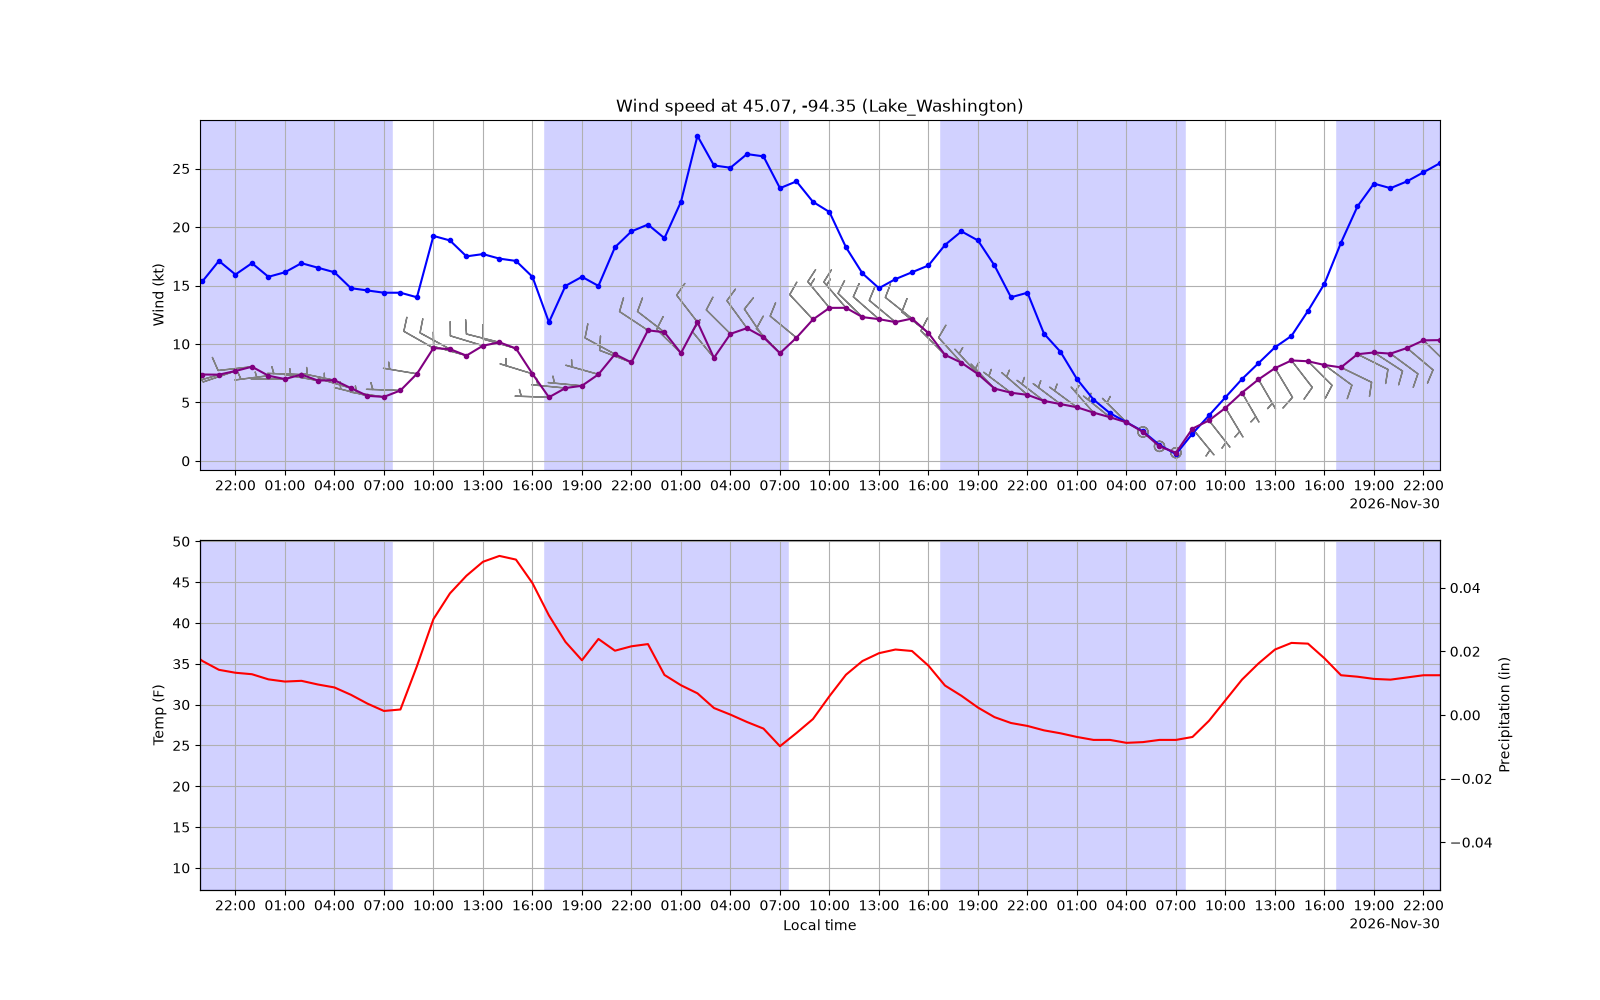 Wind speed at 45.07, -94.35 (Lake_Washington)
Wind (kt)
25
20
15
10
5
0
22:00 01:00 04:00 07:00 10:00 13:00 16:00 19:00 22:00 01:00 04:00 07:00 10:00 13:00 16:00 19:00 22:00 01:00 04:00 07:00 10:00 13:00 16:00 19:00 22:00
2026-Nov-30
Temp (F)
50
45
40
35
30
25
20
15
10
0.04
0.02
0.00
−0.02
−0.04
Precipitation (in)
22:00 01:00 04:00 07:00 10:00 13:00 16:00 19:00 22:00 01:00 04:00 07:00 10:00 13:00 16:00 19:00 22:00 01:00 04:00 07:00 10:00 13:00 16:00 19:00 22:00
Local time
2026-Nov-30